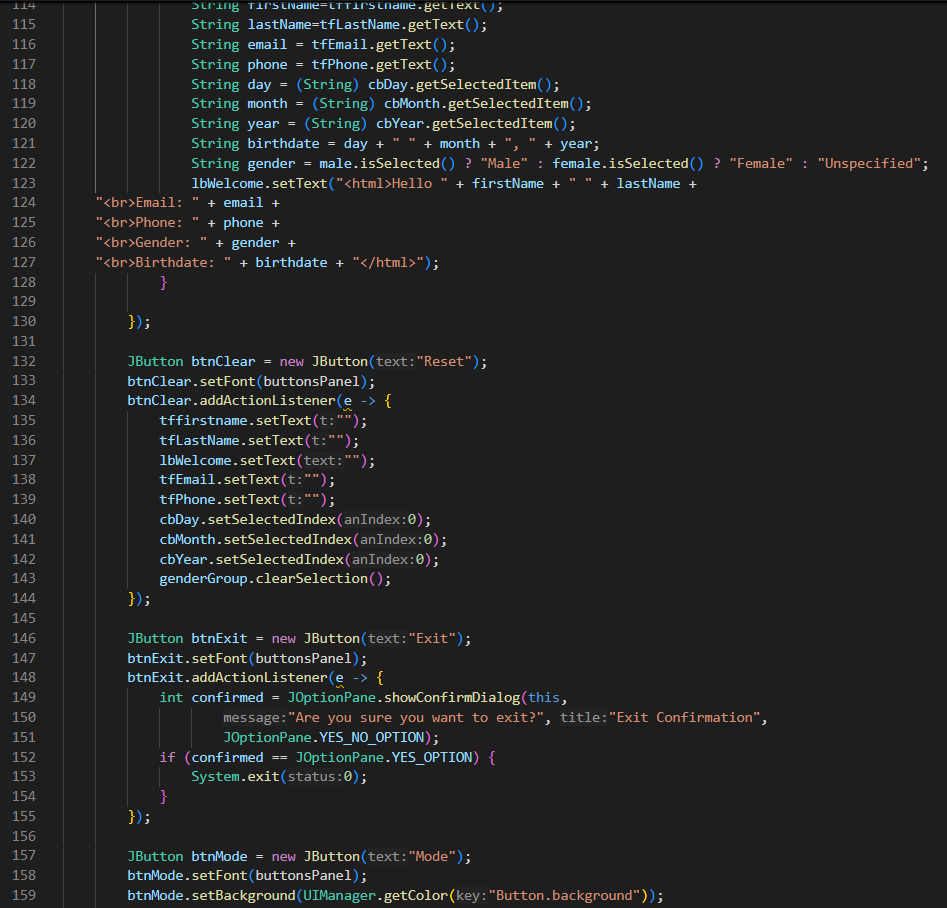 114 String firstName=tffirstname.getText();
115 String lastName=tfLastName.getText();
116 String email = tfEmail.getText();
117 String phone = tfPhone.getText();
118 String day = (String) cbDay.getSelectedItem();
119 String month = (String) cbMonth.getSelectedItem();
120 String year = (String) cbYear.getSelectedItem();
121 String birthdate = day + " " + month + ", " + year;
122 String gender = male.isSelected() ? "Male" : female.isSelected() ? "Female" : "Unspecified";
123 lbWelcome.setText("<html>Hello " + firstName + " " + lastName +
124 "<br>Email: " + email +
125 "<br>Phone: " + phone +
126 "<br>Gender: " + gender +
127 "<br>Birthdate: " + birthdate + "</html>");
128 }
129
130 });
131
132 JButton btnClear = new JButton(text:"Reset");
133 btnClear.setFont(buttonsPanel);
134 btnClear.addActionListener(e -> {
135 tffirstname.setText(t:"");
136 tfLastName.setText(t:"");
137 lbWelcome.setText(text:"");
138 tfEmail.setText(t:"");
139 tfPhone.setText(t:"");
140 cbDay.setSelectedIndex(anIndex:0);
141 cbMonth.setSelectedIndex(anIndex:0);
142 cbYear.setSelectedIndex(anIndex:0);
143 genderGroup.clearSelection();
144 });
145
146 JButton btnExit = new JButton(text:"Exit");
147 btnExit.setFont(buttonsPanel);
148 btnExit.addActionListener(e -> {
149 int confirmed = JOptionPane.showConfirmDialog(this,
150 message:"Are you sure you want to exit?", title:"Exit Confirmation",
151 JOptionPane.YES_NO_OPTION);
152 if (confirmed == JOptionPane.YES_OPTION) {
153 System.exit(status:0);
154 }
155 });
156
157 JButton btnMode = new JButton(text:"Mode");
158 btnMode.setFont(buttonsPanel);
159 btnMode.setBackground(UIManager.getColor(key:"Button.background"));